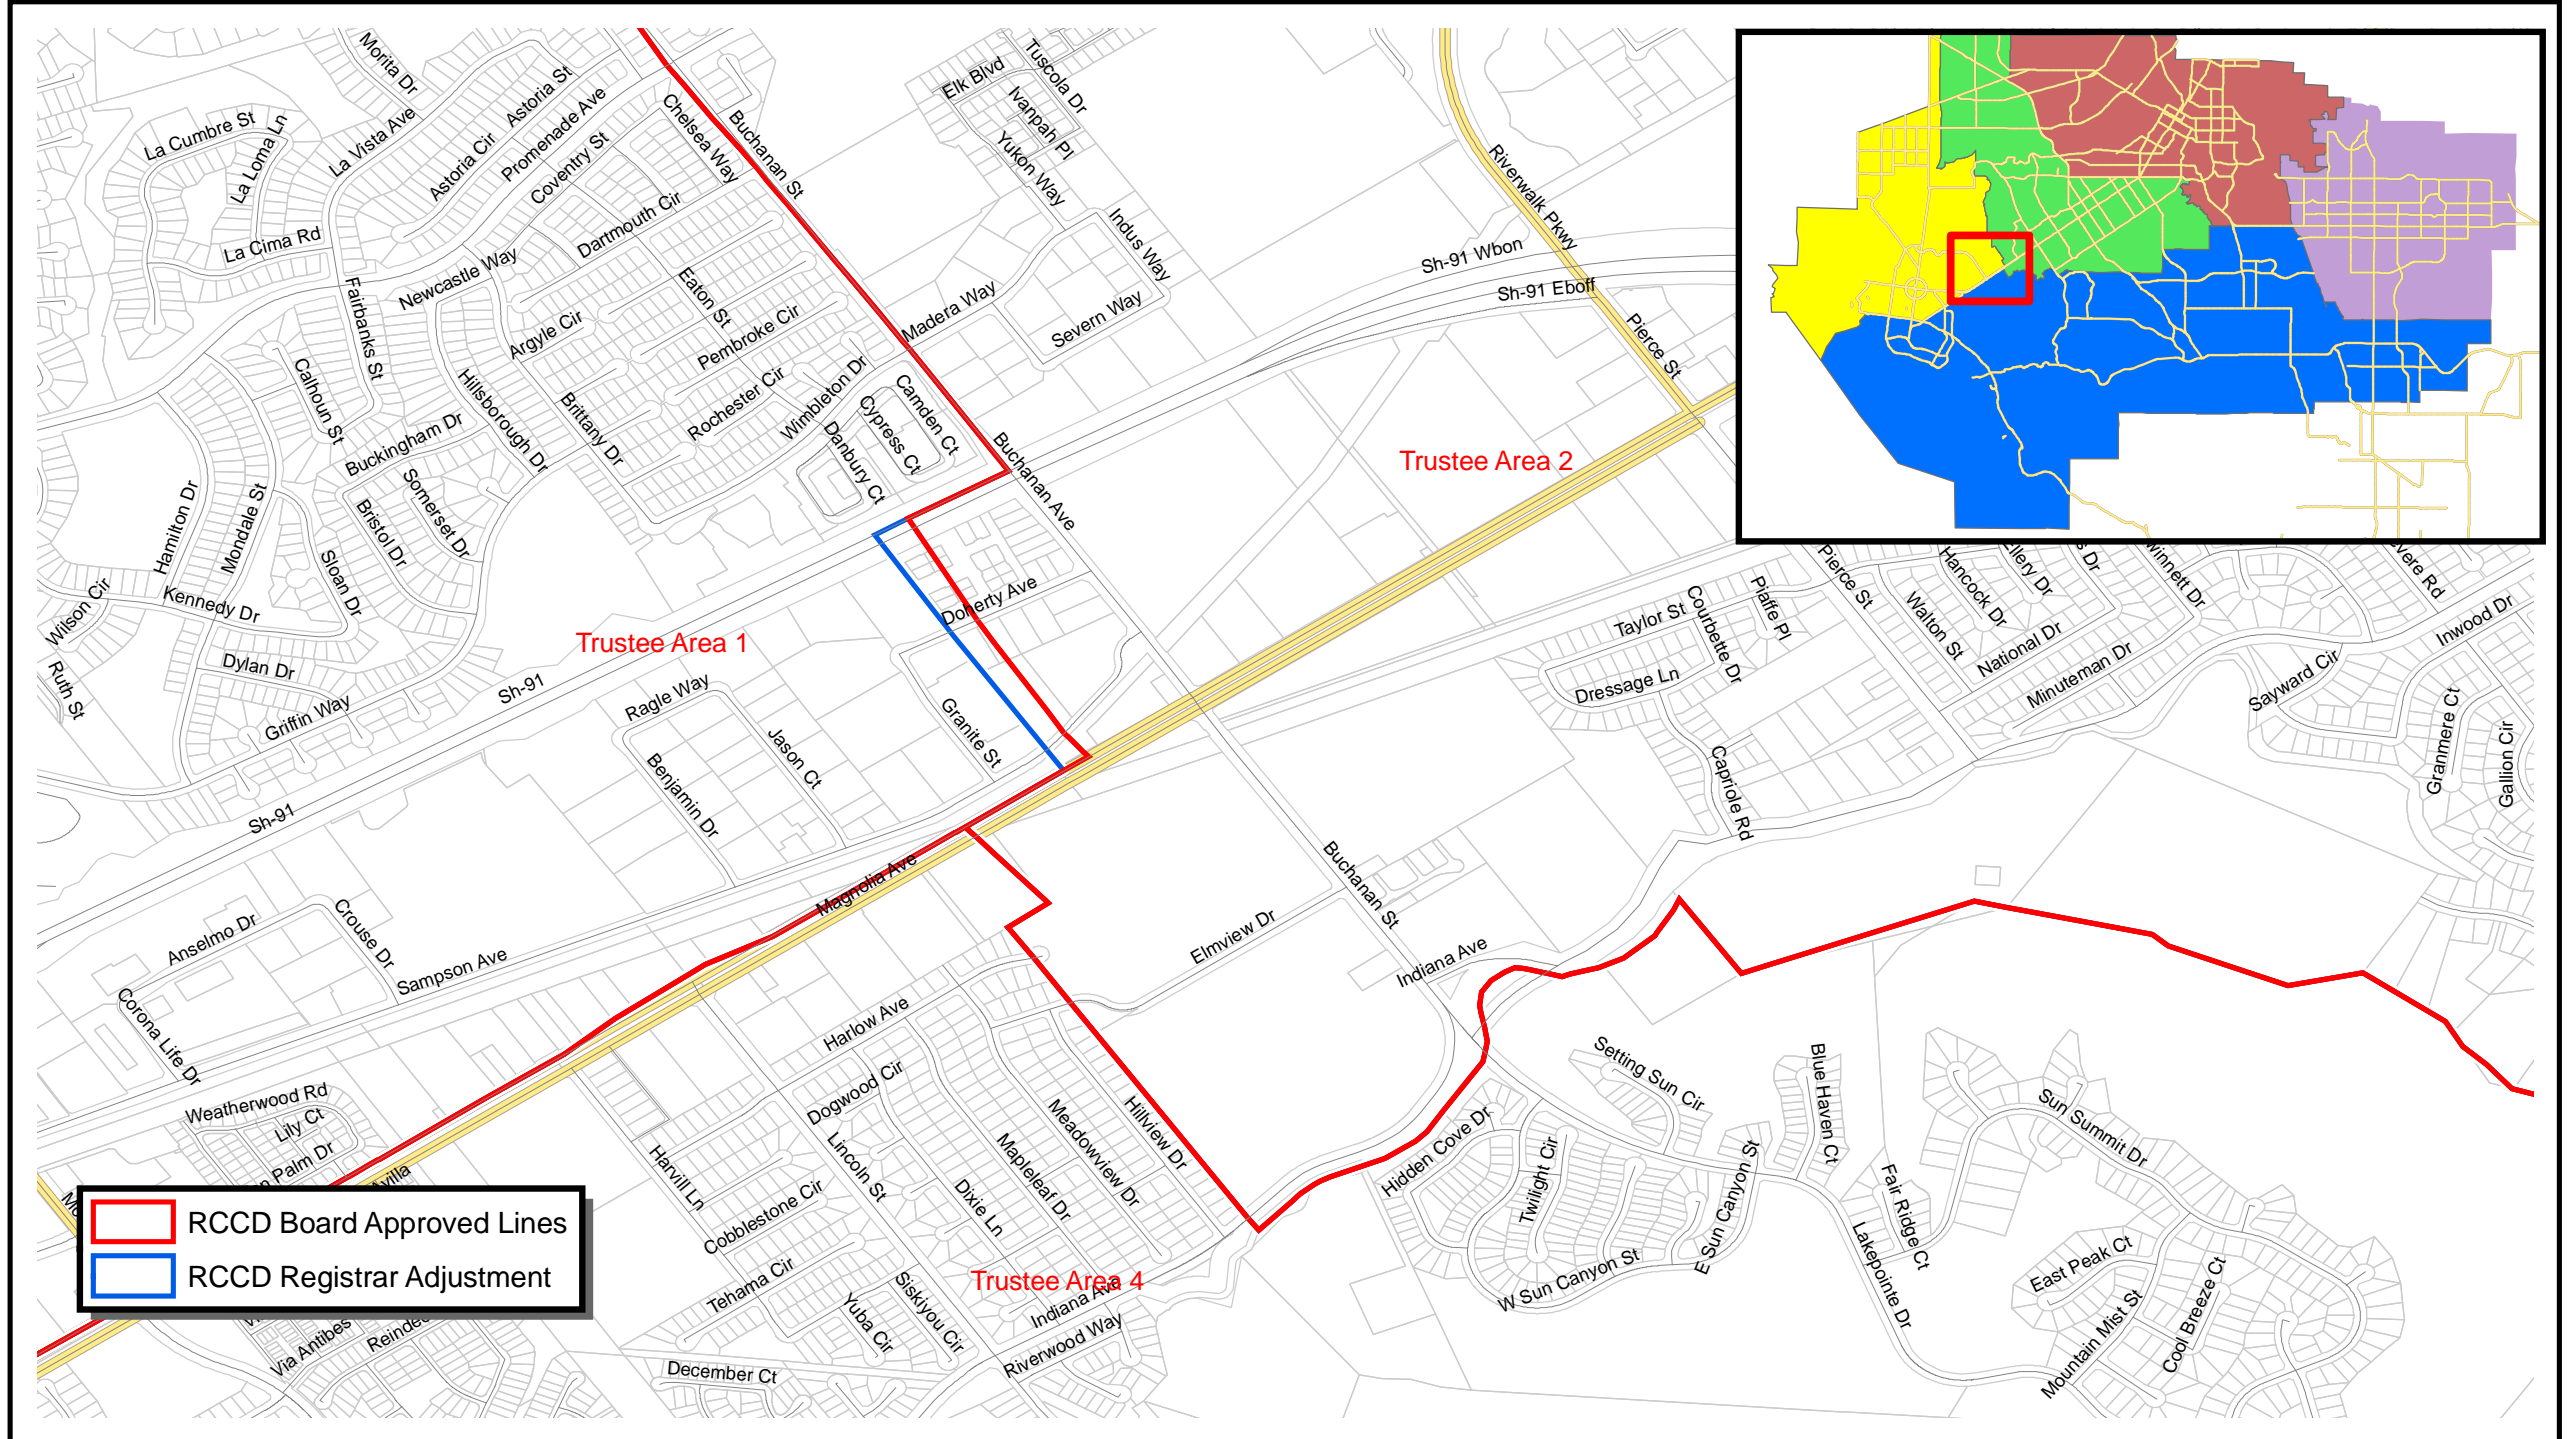 Morita Dr
Tuscola Dr
Elk Blvd
Ivanpah Pl
Yukon Way
La Cumbre St
La Loma Ln
La Vista Ave
Astoria St
Astoria Cir
Promenade Ave
Coventry St
Chelsea Way
Buchanan St
Riverwalk Pkwy
La Cima Rd
Dartmouth Cir
Newcastle Way
Indus Way
Sh-91 Wbon
Sh-91 Eboff
Fairbanks St
Eaton St
Argyle Cir
Pembroke Cir
Madera Way
Severn Way
Pierce St
Calhoun St
Hillsborough Dr
Brittany Dr
Rochester Cir
Wimbleton Dr
Camden Ct
Cypress Ct
Danbury Ct
Buckingham Dr
Buchanan Ave
Trustee Area 2
Hamilton Dr
Mondale St
Somerset Dr
Bristol Dr
Sloan Dr
Wilson Cir
Kennedy Dr
Doherty Ave
Trustee Area 1
Ruth St
Dylan Dr
Griffin Way
Sh-91
Ragle Way
Jason Ct
Benjamin Dr
Granite St
Sh-91
Pierce St
Hancock Dr
s Dr
Walton St
National Dr
Minuteman Dr
Taylor St
Courbette Dr
Piaffe Pl
Dressage Ln
Capriole Rd
Inwood Dr
Sayward Cir
Granmere Ct
Gallion Cir
Magnolia Ave
Buchanan St
Anselmo Dr
Crouse Dr
Sampson Ave
Corona Life Dr
Elmview Dr
Indiana Ave
Harlow Ave
Dogwood Cir
Setting Sun Cir
Blue Haven Ct
Sun Summit Dr
Weatherwood Rd
Lily Ct
n Palm Dr
Harvill Ln
Lincoln St
Dixie Ln
Mapleleaf Dr
Meadowview Dr
Hillview Dr
Hidden Cove Dr
Twilight Cir
E Sun Canyon St
W Sun Canyon St
Fair Ridge Ct
Lakepointe Dr
East Peak Ct
Mountain Mist St
Cool Breeze Ct
Cobblestone Cir
Tehama Cir
Yuba Cir
Siskiyou Cir
Trustee Area 4
Indiana Ave
Riverwood Way
December Ct
Via Antibes
RCCD Board Approved Lines
RCCD Registrar Adjustment